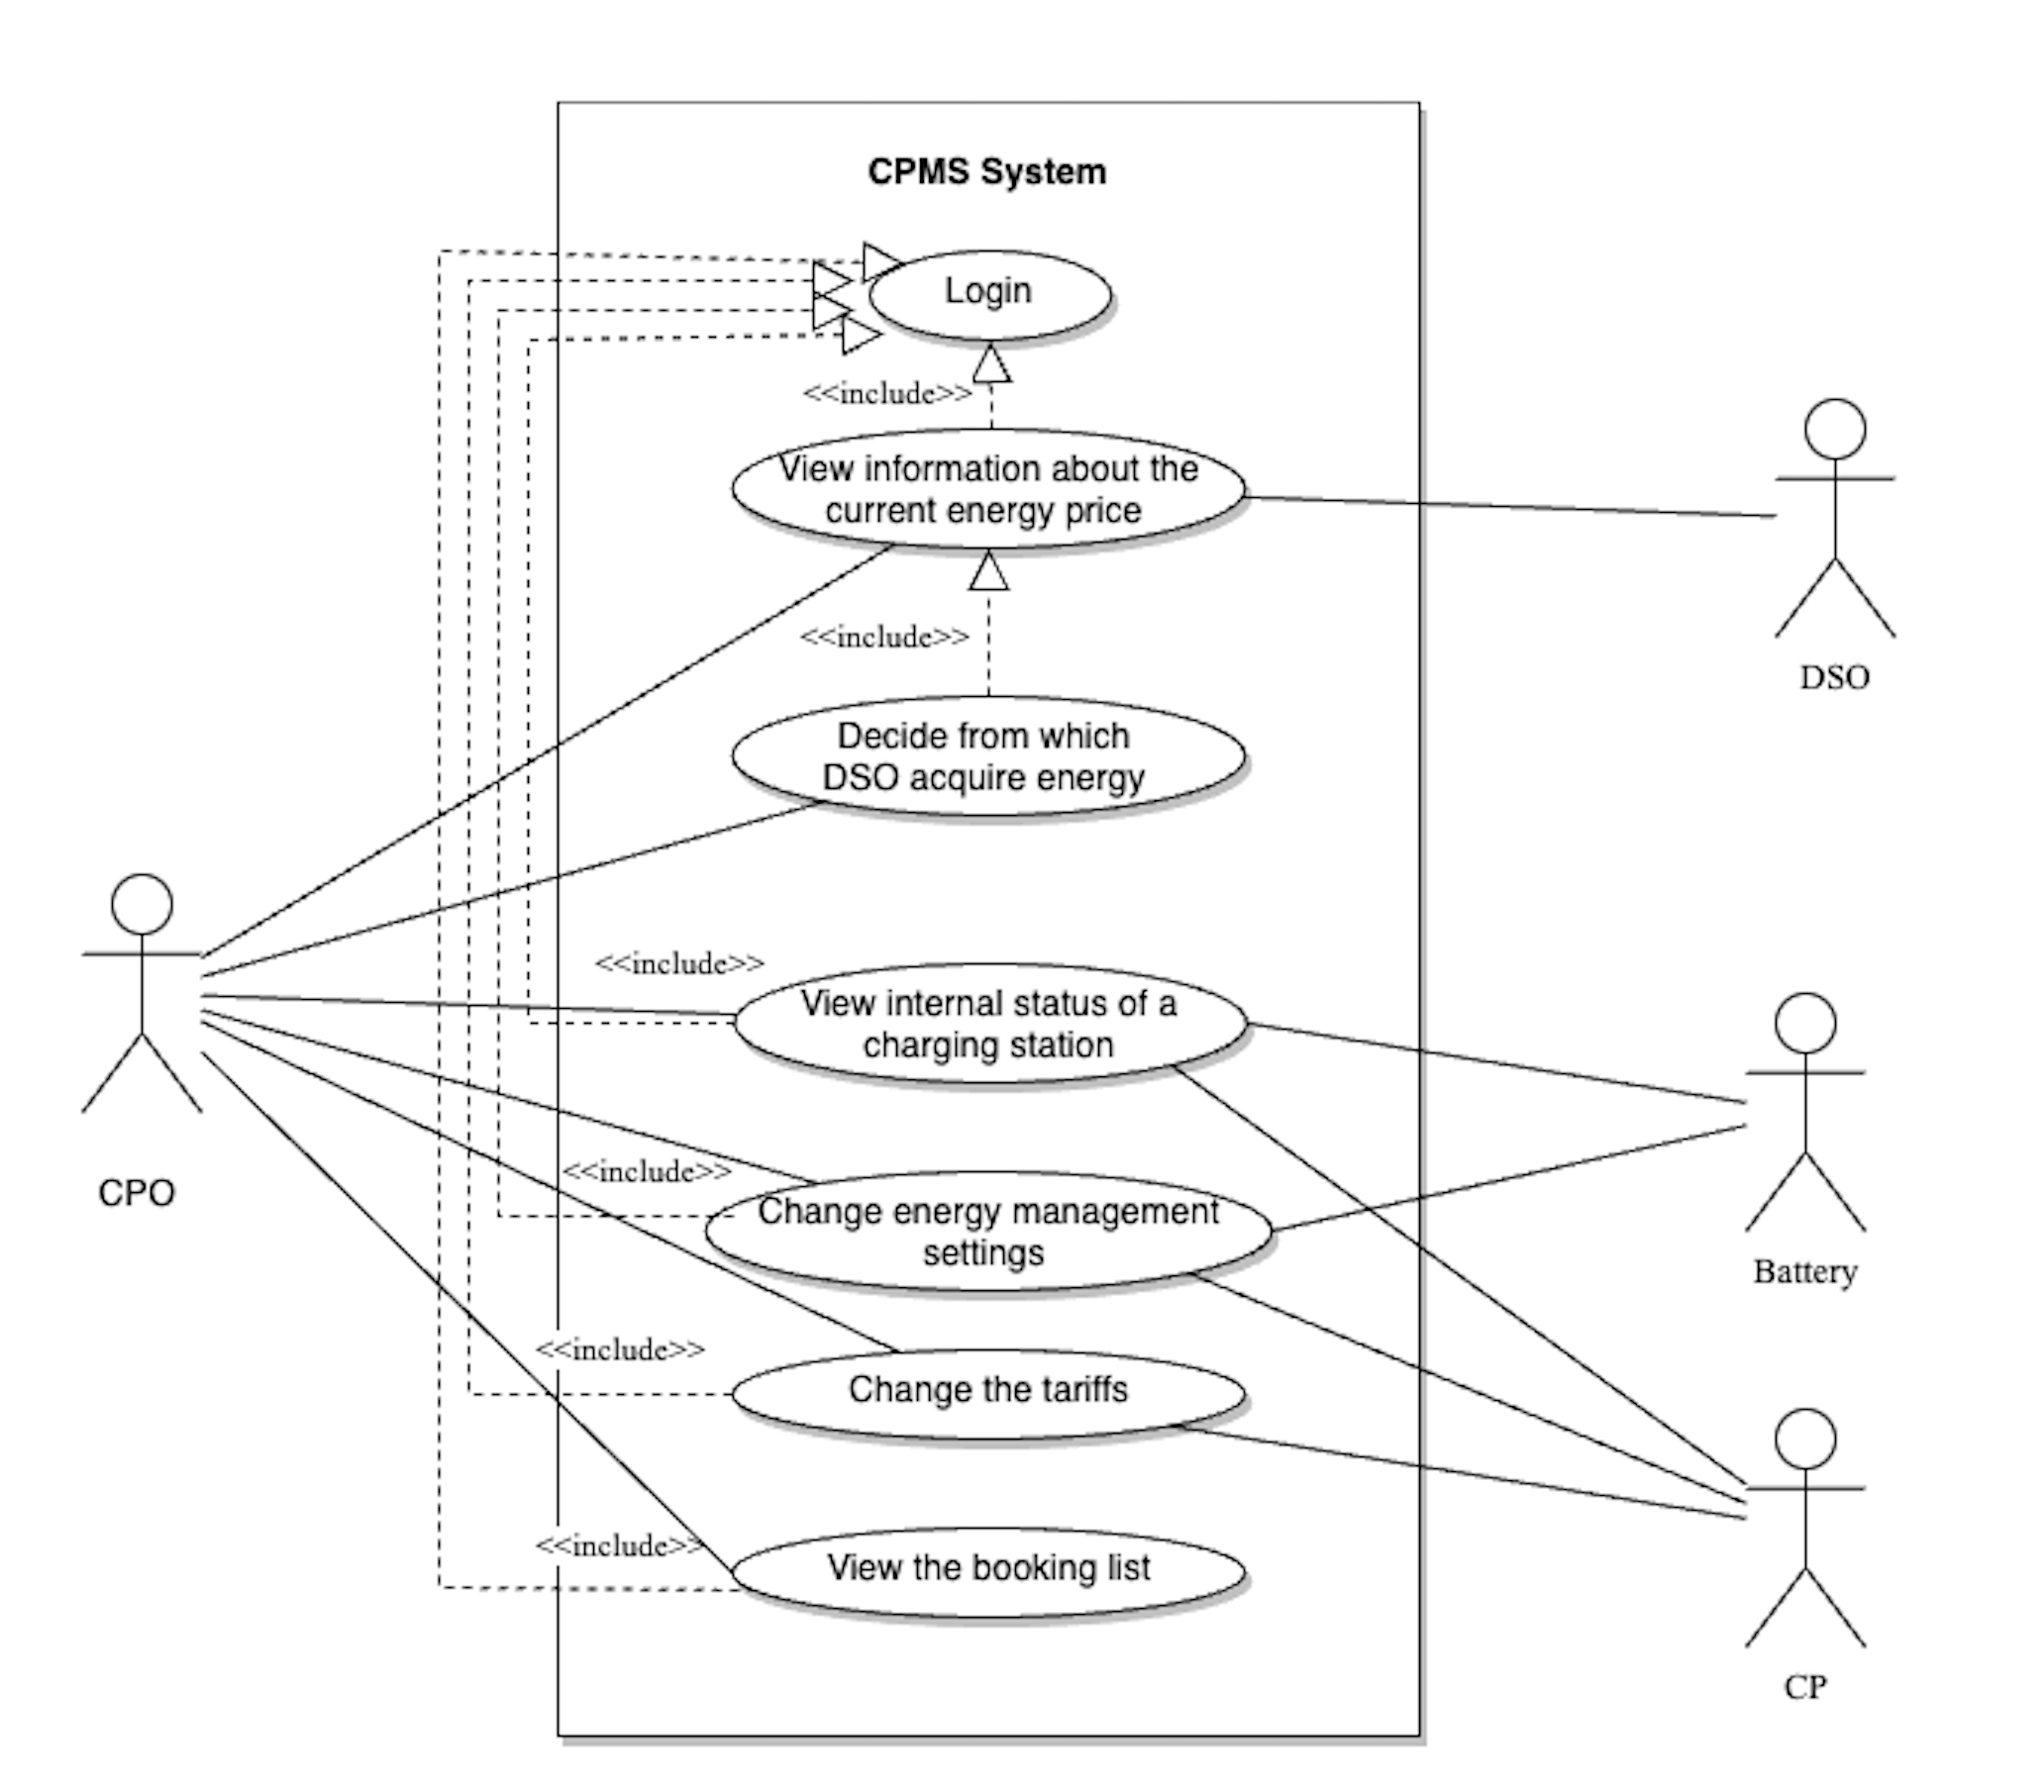 CPMS System
Login
<<include>>
View information about the
current energy price
<<include>>
DSO
Decide from which
DSO acquire energy
<<include>>
View internal status of a
charging station
CPO
<<include>>
Change energy management
settings
Battery
<<include>>
Change the tariffs
<<include>>
View the booking list
CP